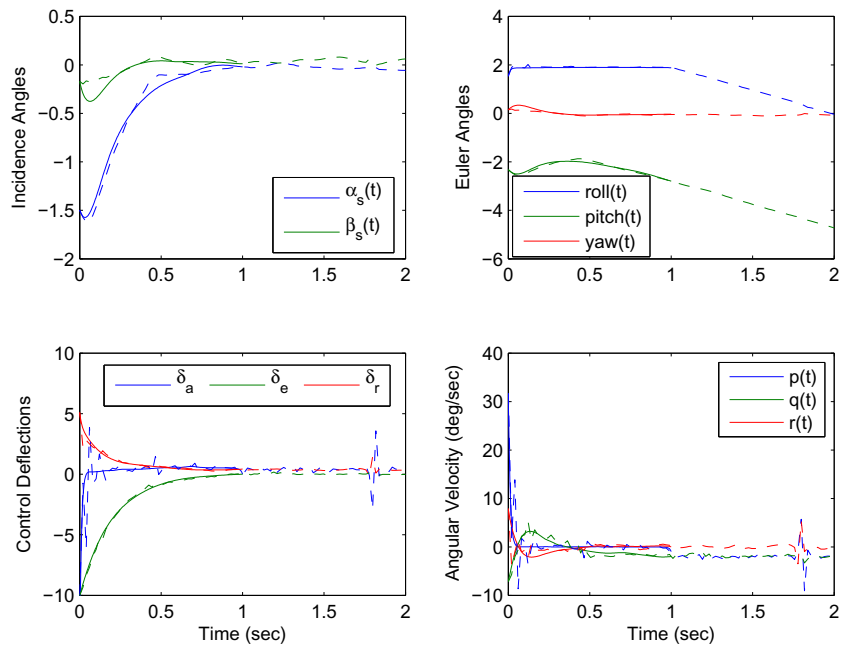 0.5
0
−0.5
−1
−1.5
−2
0 0.5 1 1.5 2
Incidence Angles
α_s(t)
β_s(t)
6
4
2
0
−2
−4
−6
0 0.5 1 1.5 2
Euler Angles
roll(t)
pitch(t)
yaw(t)
10
5
0
−5
−10
0 0.5 1 1.5 2
Control Deflections
Time (sec)
δ_a δ_e δ_r
40
30
20
10
0
−10
0 0.5 1 1.5 2
Angular Velocity (deg/sec)
Time (sec)
p(t)
q(t)
r(t)